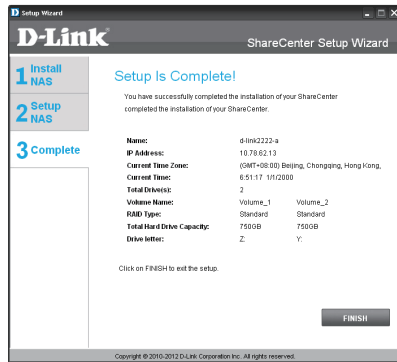 D Setup Wizard
D-Link
ShareCenter Setup Wizard
1 Install NAS
2 Setup NAS
3 Complete
Setup Is Complete!
You have successfully completed the installation of your ShareCenter
completed the installation of your ShareCenter.
Name: d-link2222-a
IP Address: 10.78.62.13
Current Time Zone: (GMT+08:00) Beijing, Chongqing, Hong Kong,
Current Time: 6:51:17 1/1/2000
Total Drive(s): 2
Volume Name: Volume_1 Volume_2
RAID Type: Standard Standard
Total Hard Drive Capacity: 750GB 750GB
Drive letter: Z: Y:
Click on FINISH to exit the setup.
FINISH
Copyright © 2010-2012 D-Link Corporation Inc. All rights reserved.